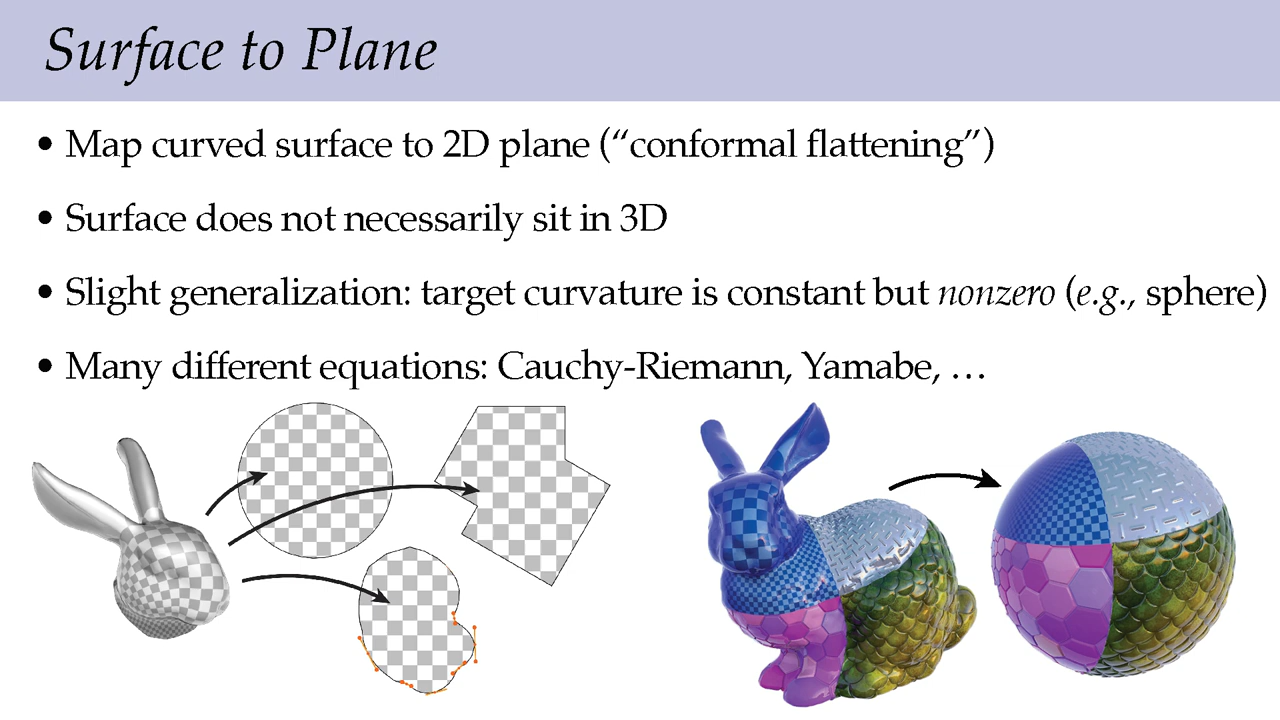 Surface to Plane
• Map curved surface to 2D plane (“conformal flattening”)
• Surface does not necessarily sit in 3D
• Slight generalization: target curvature is constant but nonzero (e.g., sphere)
• Many different equations: Cauchy-Riemann, Yamabe, …